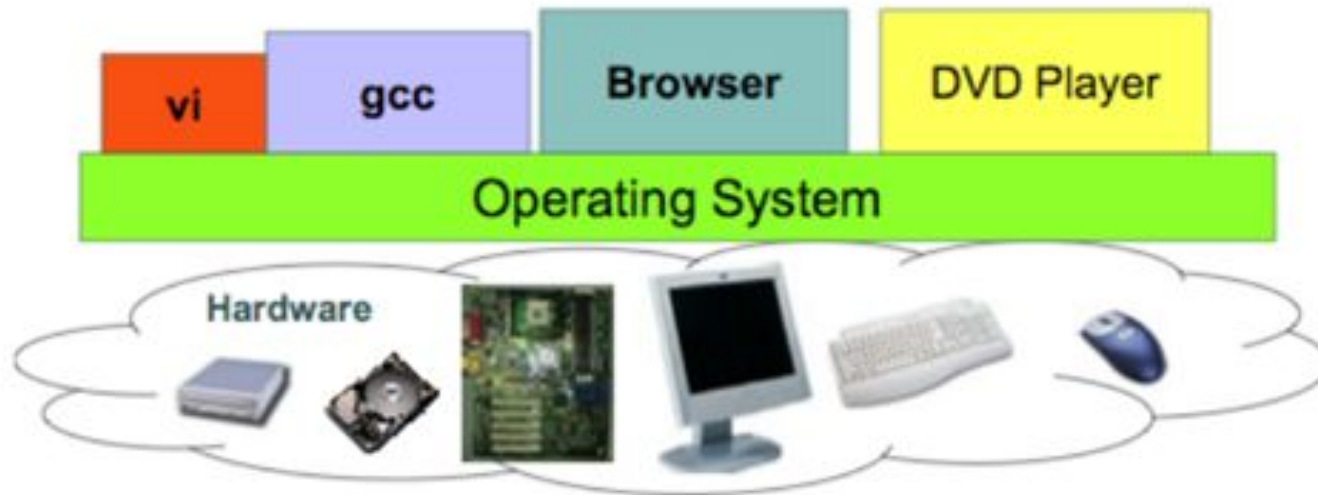 vi
gcc
Browser
DVD Player
Operating System
Hardware